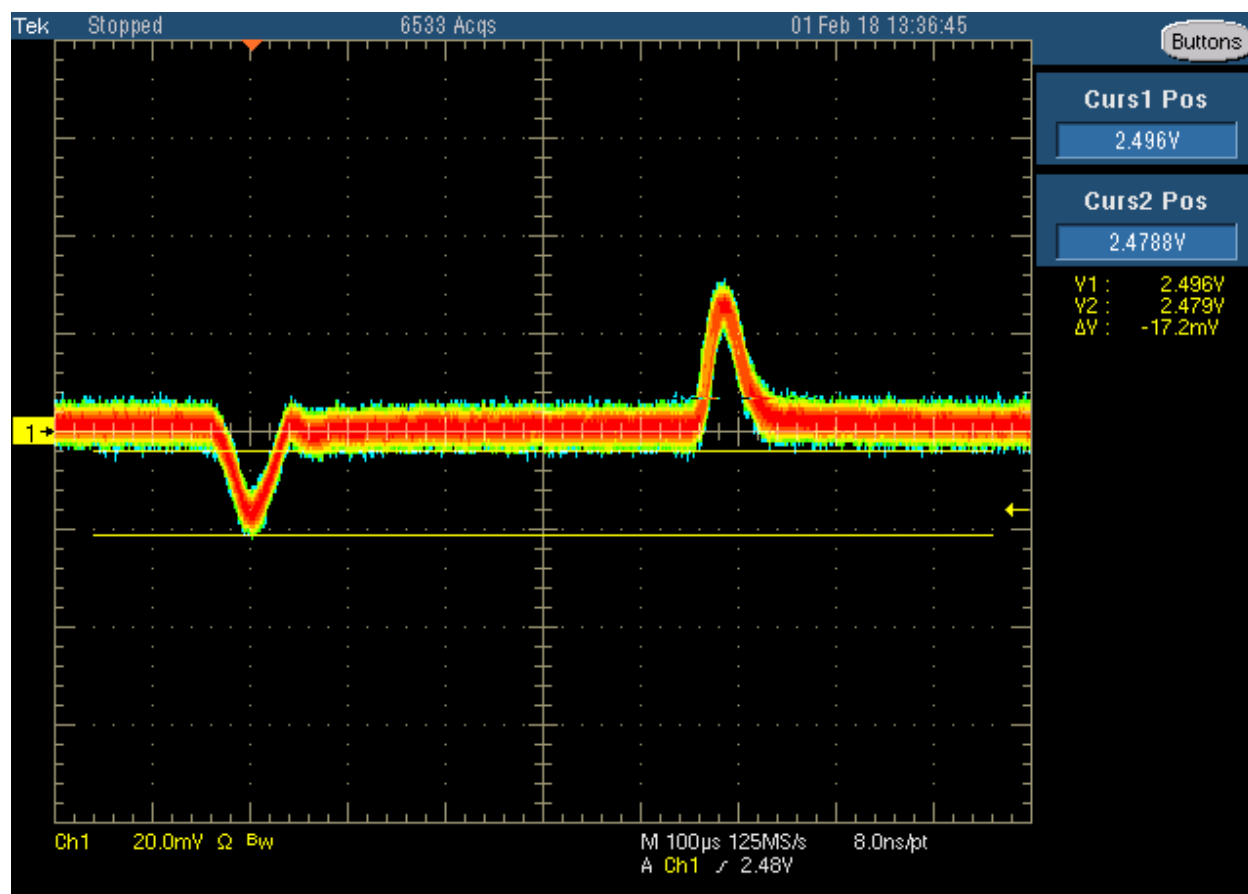 Tek Stopped 6533 Acqs 01 Feb 18 13:36:45
Buttons
Curs1 Pos
2.496V
Curs2 Pos
2.4788V
V1 : 2.496V
V2 : 2.479V
ΔV : -17.2mV
1
Ch1 20.0mV Ω Bw M 100µs 125MS/s 8.0ns/pt
A Ch1 ∕ 2.48V